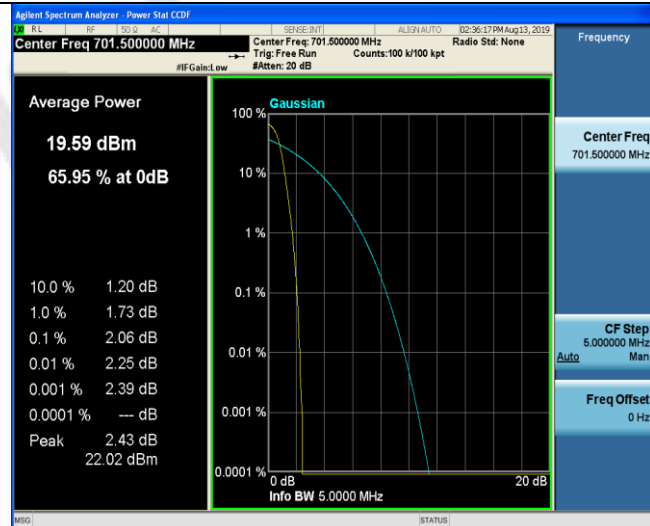 Agilent Spectrum Analyzer - Power Stat CCDF
LXI RL RF 50 Ω AC SENSE:INT ALIGN AUTO 02:36:17 PM Aug 13, 2019
Center Freq 701.500000 MHz
Center Freq: 701.500000 MHz Radio Std: None
Trig: Free Run Counts:100 k/100 kpt
#IFGain:Low #Atten: 20 dB
Frequency
Average Power
19.59 dBm
65.95 % at 0dB
10.0 % 1.20 dB
1.0 % 1.73 dB
0.1 % 2.06 dB
0.01 % 2.25 dB
0.001 % 2.39 dB
0.0001 % --- dB
Peak 2.43 dB
22.02 dBm
Gaussian
100 %
10 %
1 %
0.1 %
0.01 %
0.001 %
0.0001 %
0 dB 20 dB
Info BW 5.0000 MHz
Center Freq
701.500000 MHz
CF Step
5.000000 MHz
Auto Man
Freq Offset
0 Hz
MSG STATUS